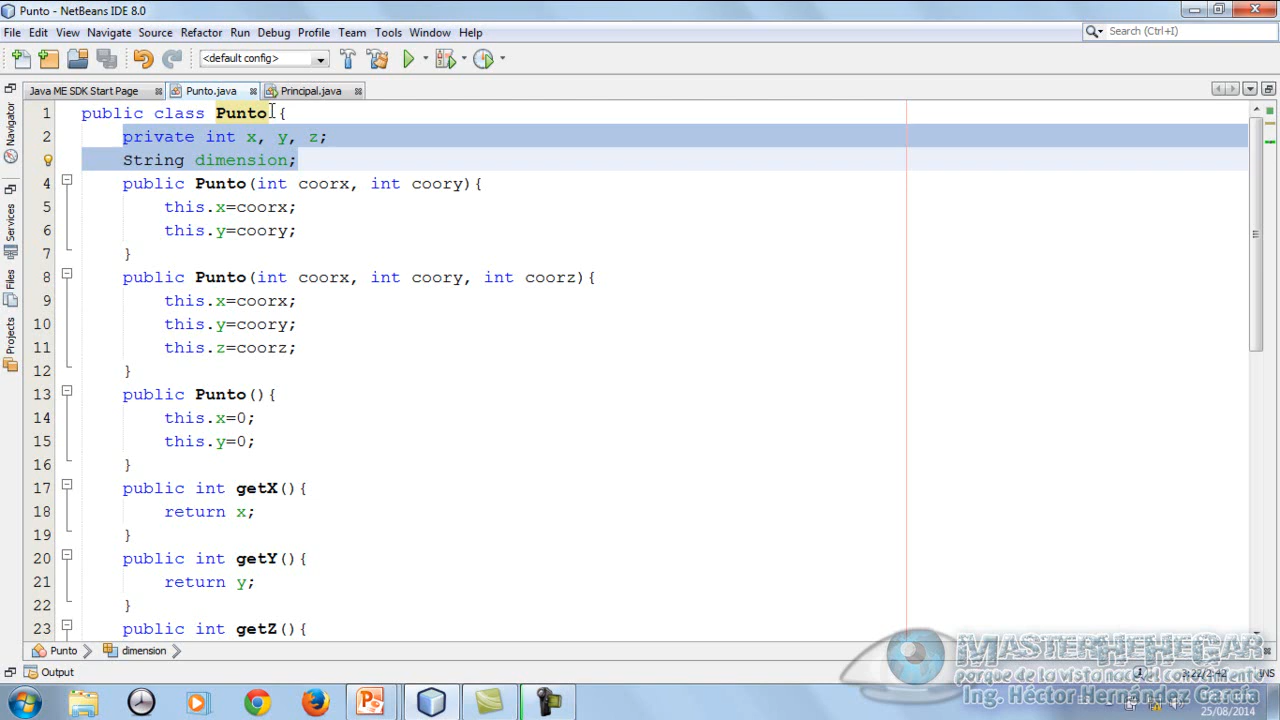 Punto - NetBeans IDE 8.0
File Edit View Navigate Source Refactor Run Debug Profile Team Tools Window Help
Search (Ctrl+I)
<default config>
Java ME SDK Start Page Punto.java Principal.java
Navigator
Services
Files
Projects
1 public class Punto {
2 private int x, y, z;
String dimension;
4 public Punto(int coorx, int coory){
5 this.x=coorx;
6 this.y=coory;
7 }
8 public Punto(int coorx, int coory, int coorz){
9 this.x=coorx;
10 this.y=coory;
11 this.z=coorz;
12 }
13 public Punto(){
14 this.x=0;
15 this.y=0;
16 }
17 public int getX(){
18 return x;
19 }
20 public int getY(){
21 return y;
22 }
23 public int getZ(){
Punto dimension
Output
INS
MASTERHEHEGAR
porque de la vista nace el conocimiento
Ing. Héctor Hernández García
25/08/2014